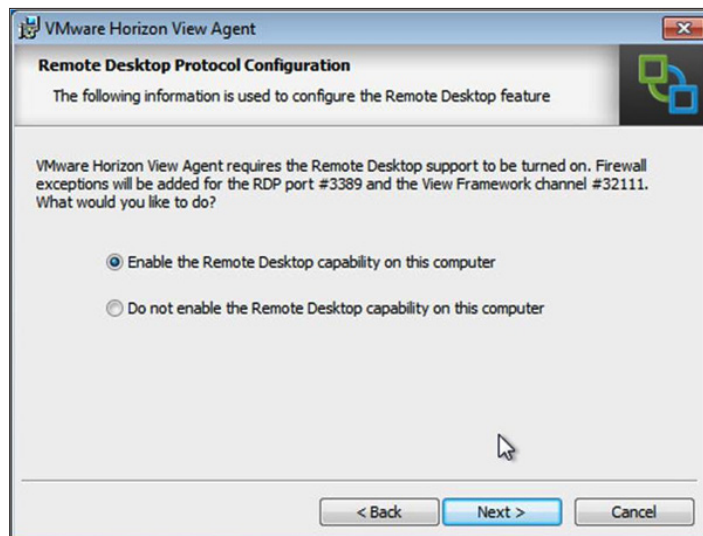 VMware Horizon View Agent
Remote Desktop Protocol Configuration
The following information is used to configure the Remote Desktop feature
VMware Horizon View Agent requires the Remote Desktop support to be turned on. Firewall
exceptions will be added for the RDP port #3389 and the View Framework channel #32111.
What would you like to do?
Enable the Remote Desktop capability on this computer
Do not enable the Remote Desktop capability on this computer
< Back
Next >
Cancel